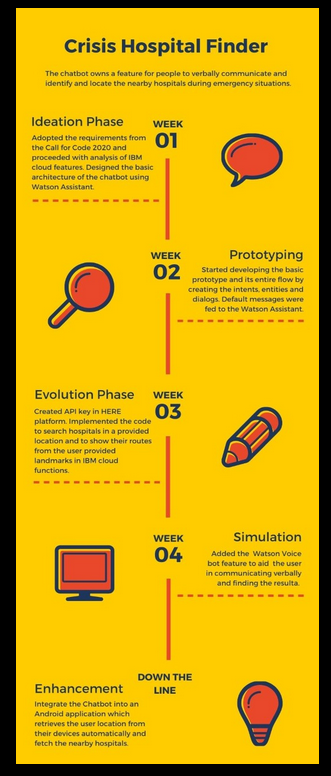 Crisis Hospital Finder
The chatbot owns a feature for people to verbally communicate and
identify and locate the nearby hospitals during emergency situations.
Ideation Phase
Adopted the requirements from
the Call for Code 2020 and
proceeded with analysis of IBM
cloud features. Designed the basic
architecture of the chatbot using
Watson Assistant.
WEEK
01
WEEK
02
Prototyping
Started developing the basic
prototype and its entire flow by
creating the intents, entities and
dialogs. Default messages were
fed to the Watson Assistant.
Evolution Phase
Created API key in HERE
platform. Implemented the code
to search hospitals in a provided
location and to show their routes
from the user provided
landmarks in IBM cloud
functions.
WEEK
03
WEEK
04
Simulation
Added the Watson Voice
bot feature to aid the user
in communicating verbally
and finding the resulta.
DOWN THE
LINE
Enhancement
Integrate the Chatbot into an
Android application which
retrieves the user location from
their devices automatically and
fetch the nearby hospitals.